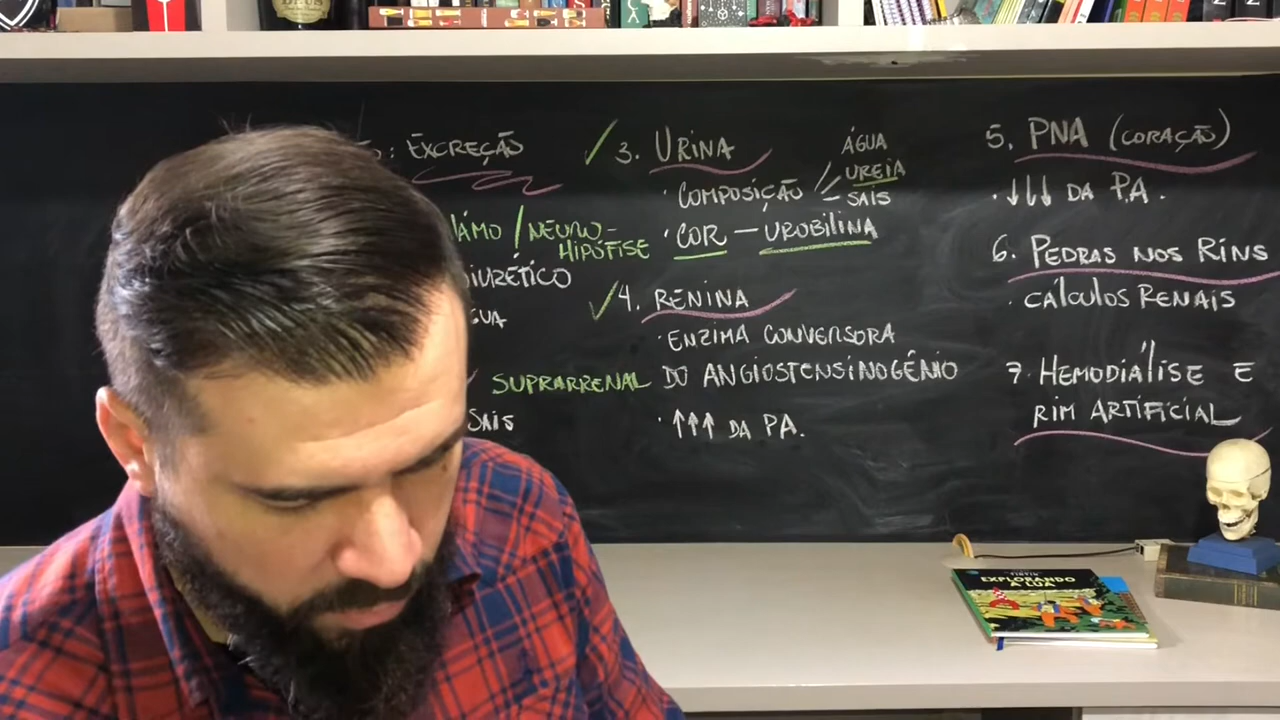 EXCREÇÃO
/NEURO-
HIPÓFISE
SUPRARRENAL
SAIS
3. URINA
• COMPOSIÇÃO
ÁGUA
UREIA
SAIS
• COR — UROBILINA
4. RENINA
• ENZIMA CONVERSORA
DO ANGIOSTENSINOGÊNIO
• ↑↑↑ DA PA.
5. PNA (CORAÇÃO)
• ↓↓↓ DA P.A.
6. PEDRAS NOS RINS
• CÁLCULOS RENAIS
7. HEMODIÁLISE E
RIM ARTIFICIAL
TINTIN
EXPLORANDO
A LUA